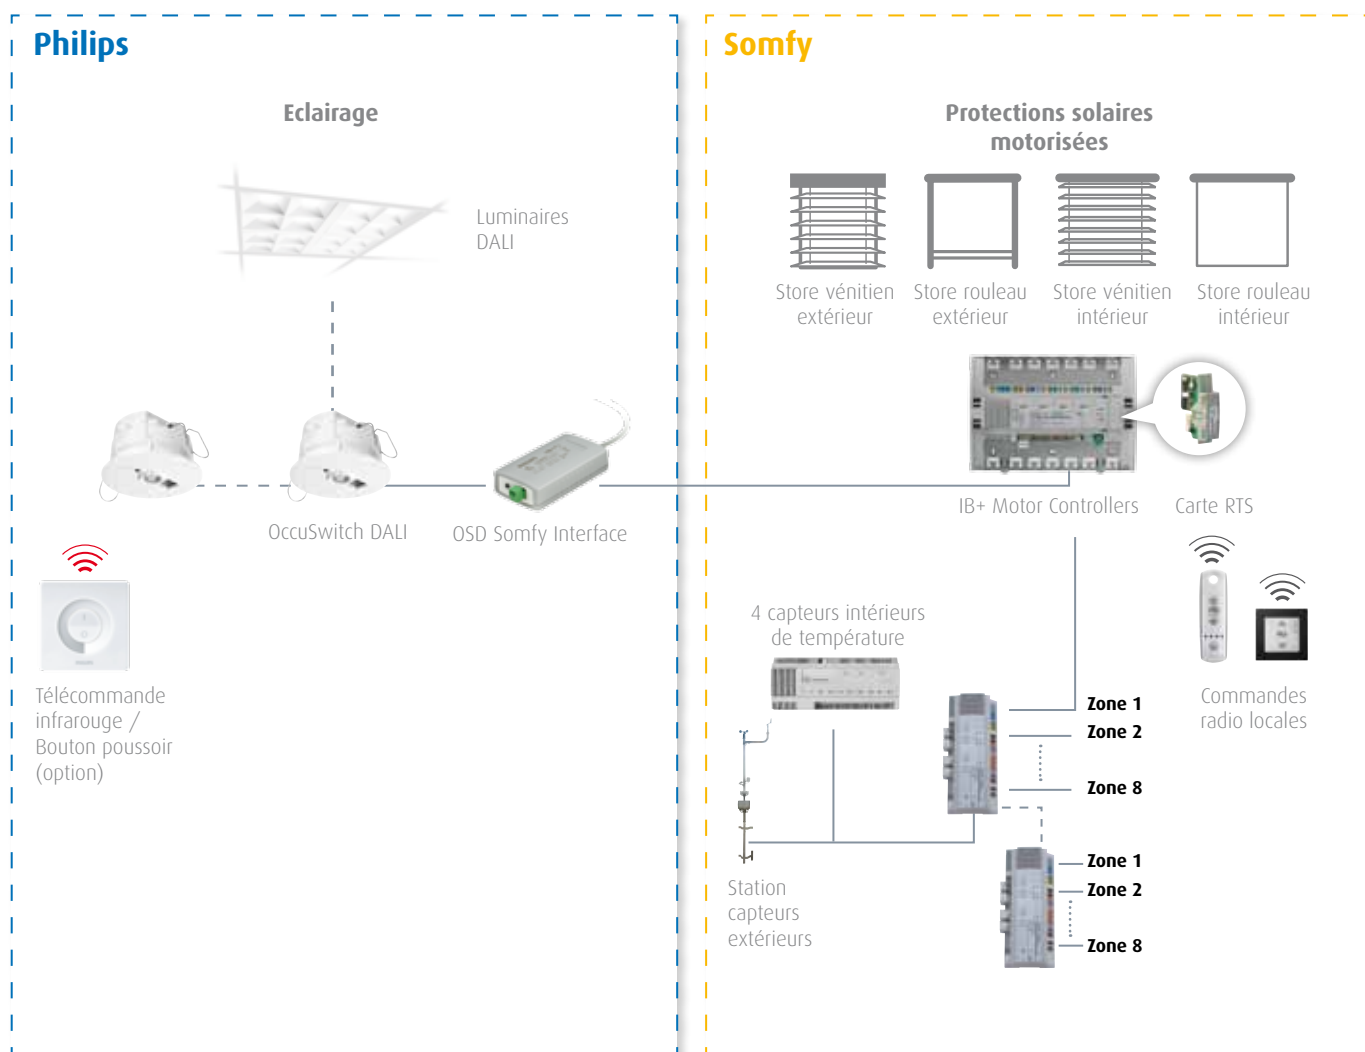 Philips
Eclairage
Luminaires
DALI
OccuSwitch DALI
OSD Somfy Interface
Télécommande
infrarouge /
Bouton poussoir
(option)
Somfy
Protections solaires
motorisées
Store vénitien
extérieur
Store rouleau
extérieur
Store vénitien
intérieur
Store rouleau
intérieur
IB+ Motor Controllers
Carte RTS
4 capteurs intérieurs
de température
Commandes
radio locales
Zone 1
Zone 2
Zone 8
Station
capteurs
extérieurs
Zone 1
Zone 2
Zone 8